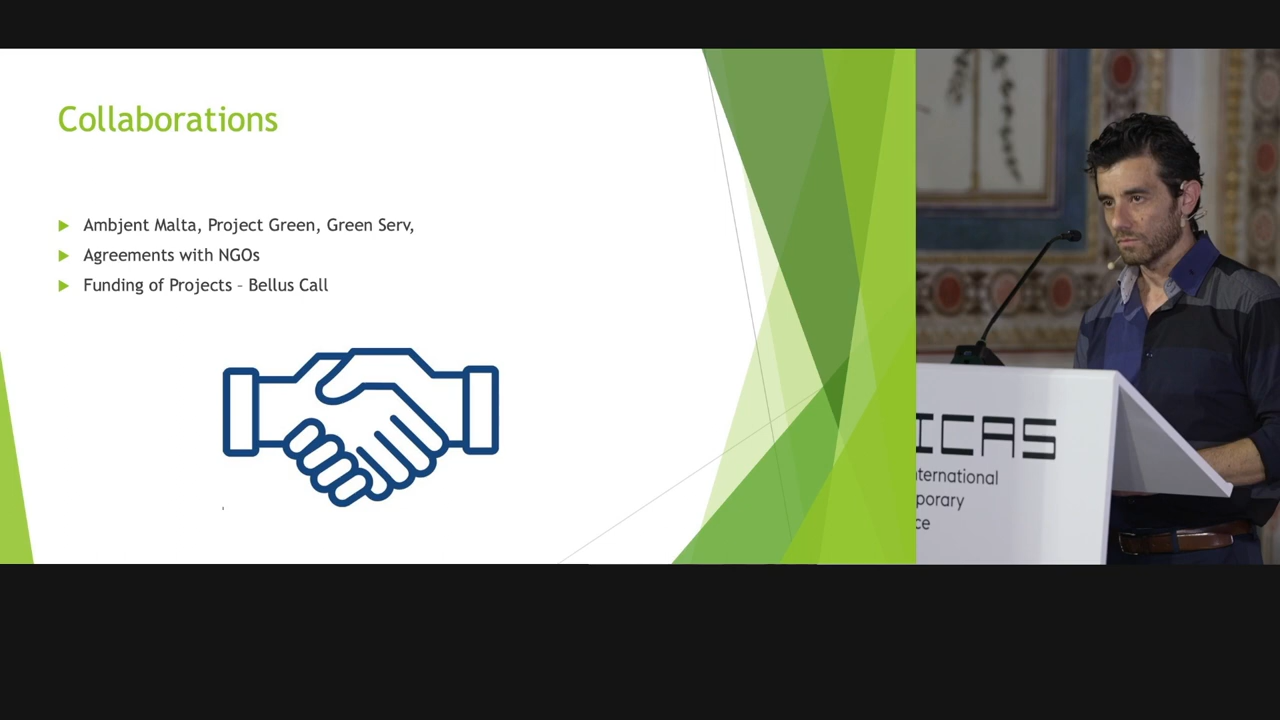 Collaborations
Ambjent Malta, Project Green, Green Serv,
Agreements with NGOs
Funding of Projects – Bellus Call
ICAS
nternational
porary
ce